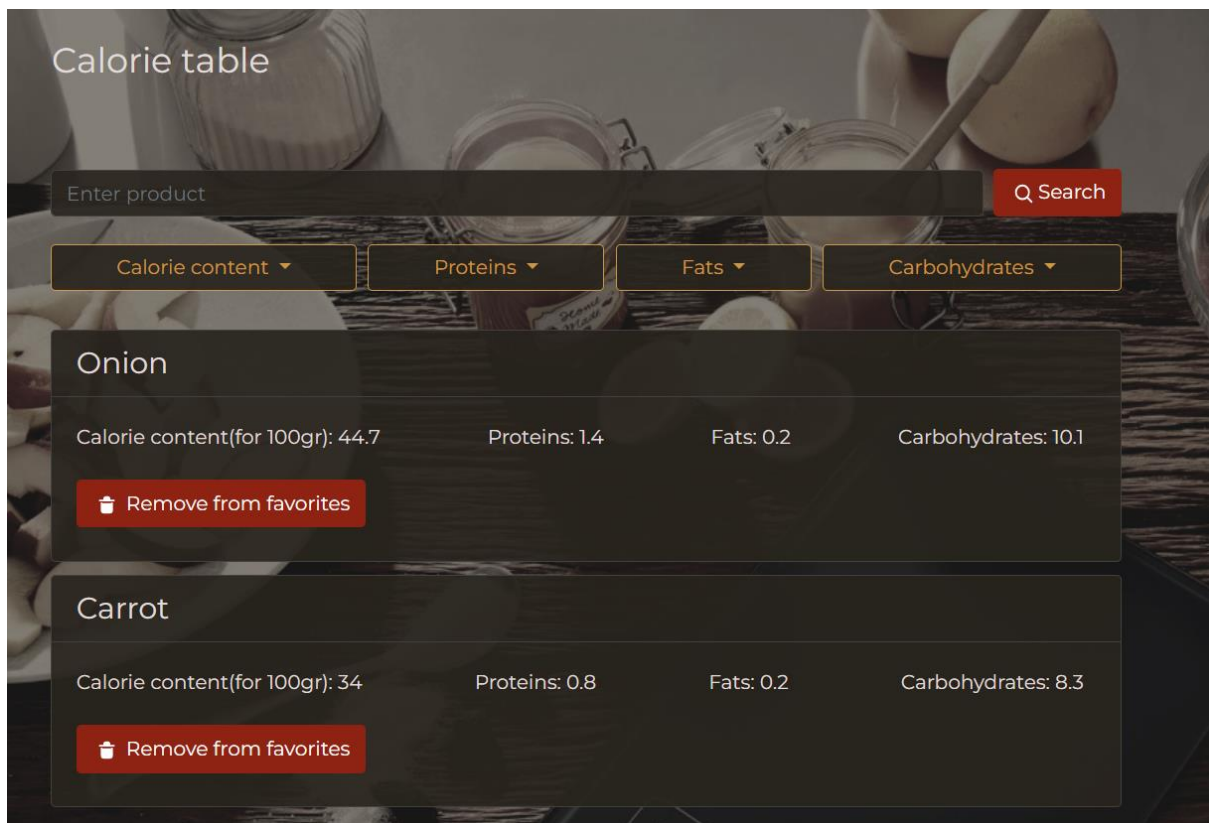 Calorie table
Enter product
Search
Calorie content
Proteins
Fats
Carbohydrates
Home
Made
Onion
Calorie content(for 100gr): 44.7 Proteins: 1.4 Fats: 0.2 Carbohydrates: 10.1
Remove from favorites
Carrot
Calorie content(for 100gr): 34 Proteins: 0.8 Fats: 0.2 Carbohydrates: 8.3
Remove from favorites